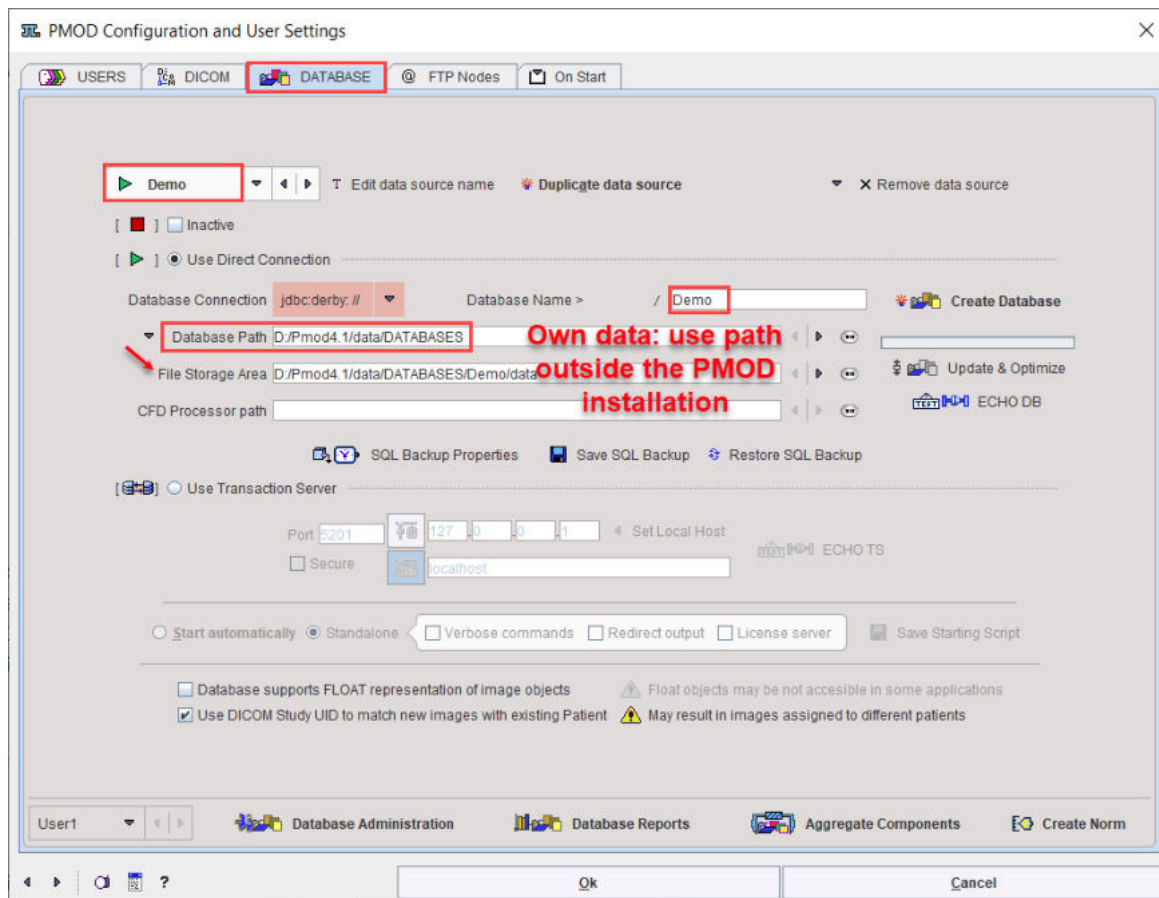 PMOD Configuration and User Settings
USERS DICOM DATABASE @ FTP Nodes On Start
Demo T Edit data source name Duplicate data source X Remove data source
[ ] Inactive
[ ] Use Direct Connection
Database Connection jdbc:derby: // Database Name > / Demo Create Database
Database Path D:/Pmod4.1/data/DATABASES
Own data: use path
outside the PMOD
installation
File Storage Area D:/Pmod4.1/data/DATABASES/Demo/data Update & Optimize
CFD Processor path TEST ECHO DB
SQL Backup Properties Save SQL Backup Restore SQL Backup
[ ] Use Transaction Server
Port 5201 127 .0 .0 .1 Set Local Host
Secure localhost ECHO TS
Start automatically Standalone Verbose commands Redirect output License server Save Starting Script
Database supports FLOAT representation of image objects Float objects may be not accesible in some applications
Use DICOM Study UID to match new images with existing Patient May result in images assigned to different patients
User1 Database Administration Database Reports Aggregate Components Create Norm
? Ok Cancel